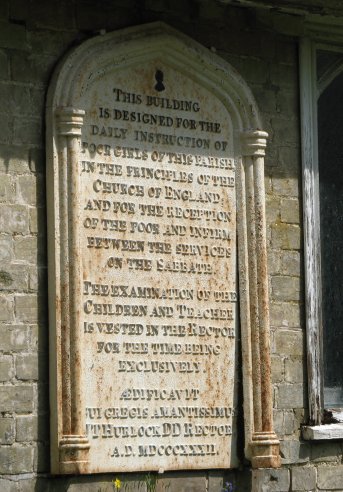 THIS BUILDING
IS DESIGNED FOR THE
DAILY INSTRUCTION OF
POOR GIRLS OF THIS PARISH
IN THE PRINCIPLES OF THE
CHURCH OF ENGLAND
AND FOR THE RECEPTION
OF THE POOR AND INFIRM
BETWEEN THE SERVICES
ON THE SABBATH
THE EXAMINATION OF THE
CHILDREN AND TEACHER
IS VESTED IN THE RECTOR
FOR THE TIME BEING
EXCLUSIVELY
ÆDIFICAVIT
SUI GREGIS AMANTISSIMUS
J T HURLOCK D D RECTOR
A.D. MDCCCXXXII